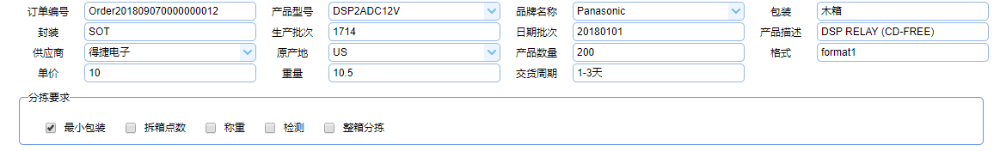 订单编号 Order201809070000000012 产品型号 DSP2ADC12V 品牌名称 Panasonic 包装 木箱
封装 SOT 生产批次 1714 日期批次 20180101 产品描述 DSP RELAY (CD-FREE)
供应商 得捷电子 原产地 US 产品数量 200 格式 format1
单价 10 重量 10.5 交货周期 1-3天
分拣要求
最小包装 拆箱点数 称重 检测 整箱分拣